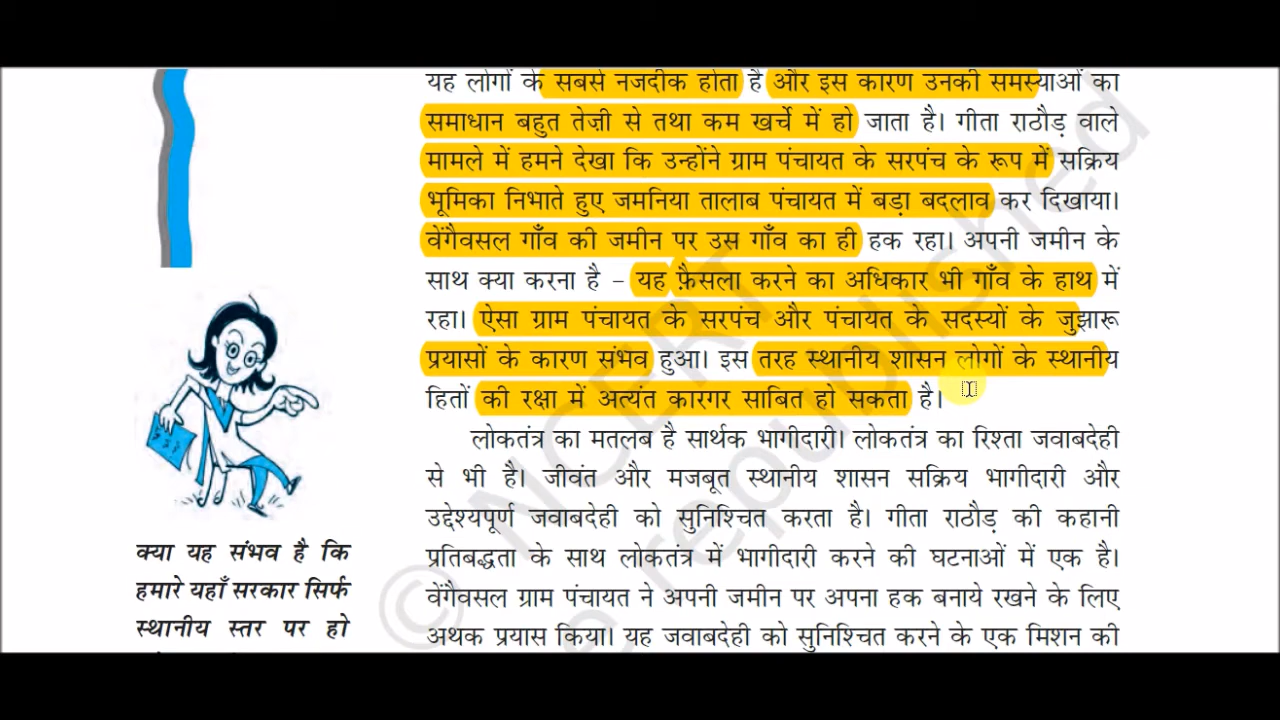 यह लोगों के सबसे नजदीक होता है और इस कारण उनकी समस्याओं का
समाधान बहुत तेज़ी से तथा कम खर्चे में हो जाता है। गीता राठौड़ वाले
मामले में हमने देखा कि उन्होंने ग्राम पंचायत के सरपंच के रूप में सक्रिय
भूमिका निभाते हुए जमनिया तालाब पंचायत में बड़ा बदलाव कर दिखाया।
वेंगैवसल गाँव की जमीन पर उस गाँव का ही हक रहा। अपनी जमीन के
साथ क्या करना है – यह फ़ैसला करने का अधिकार भी गाँव के हाथ में
रहा। ऐसा ग्राम पंचायत के सरपंच और पंचायत के सदस्यों के जुझारू
प्रयासों के कारण संभव हुआ। इस तरह स्थानीय शासन लोगों के स्थानीय
हितों की रक्षा में अत्यंत कारगर साबित हो सकता है।
लोकतंत्र का मतलब है सार्थक भागीदारी। लोकतंत्र का रिश्ता जवाबदेही
से भी है। जीवंत और मजबूत स्थानीय शासन सक्रिय भागीदारी और
उद्देश्यपूर्ण जवाबदेही को सुनिश्चित करता है। गीता राठौड़ की कहानी
प्रतिबद्धता के साथ लोकतंत्र में भागीदारी करने की घटनाओं में एक है।
वेंगैवसल ग्राम पंचायत ने अपनी जमीन पर अपना हक बनाये रखने के लिए
अथक प्रयास किया। यह जवाबदेही को सुनिश्चित करने के एक मिशन की
क्या यह संभव है कि
हमारे यहाँ सरकार सिर्फ
स्थानीय स्तर पर हो
© NCERT
e republished